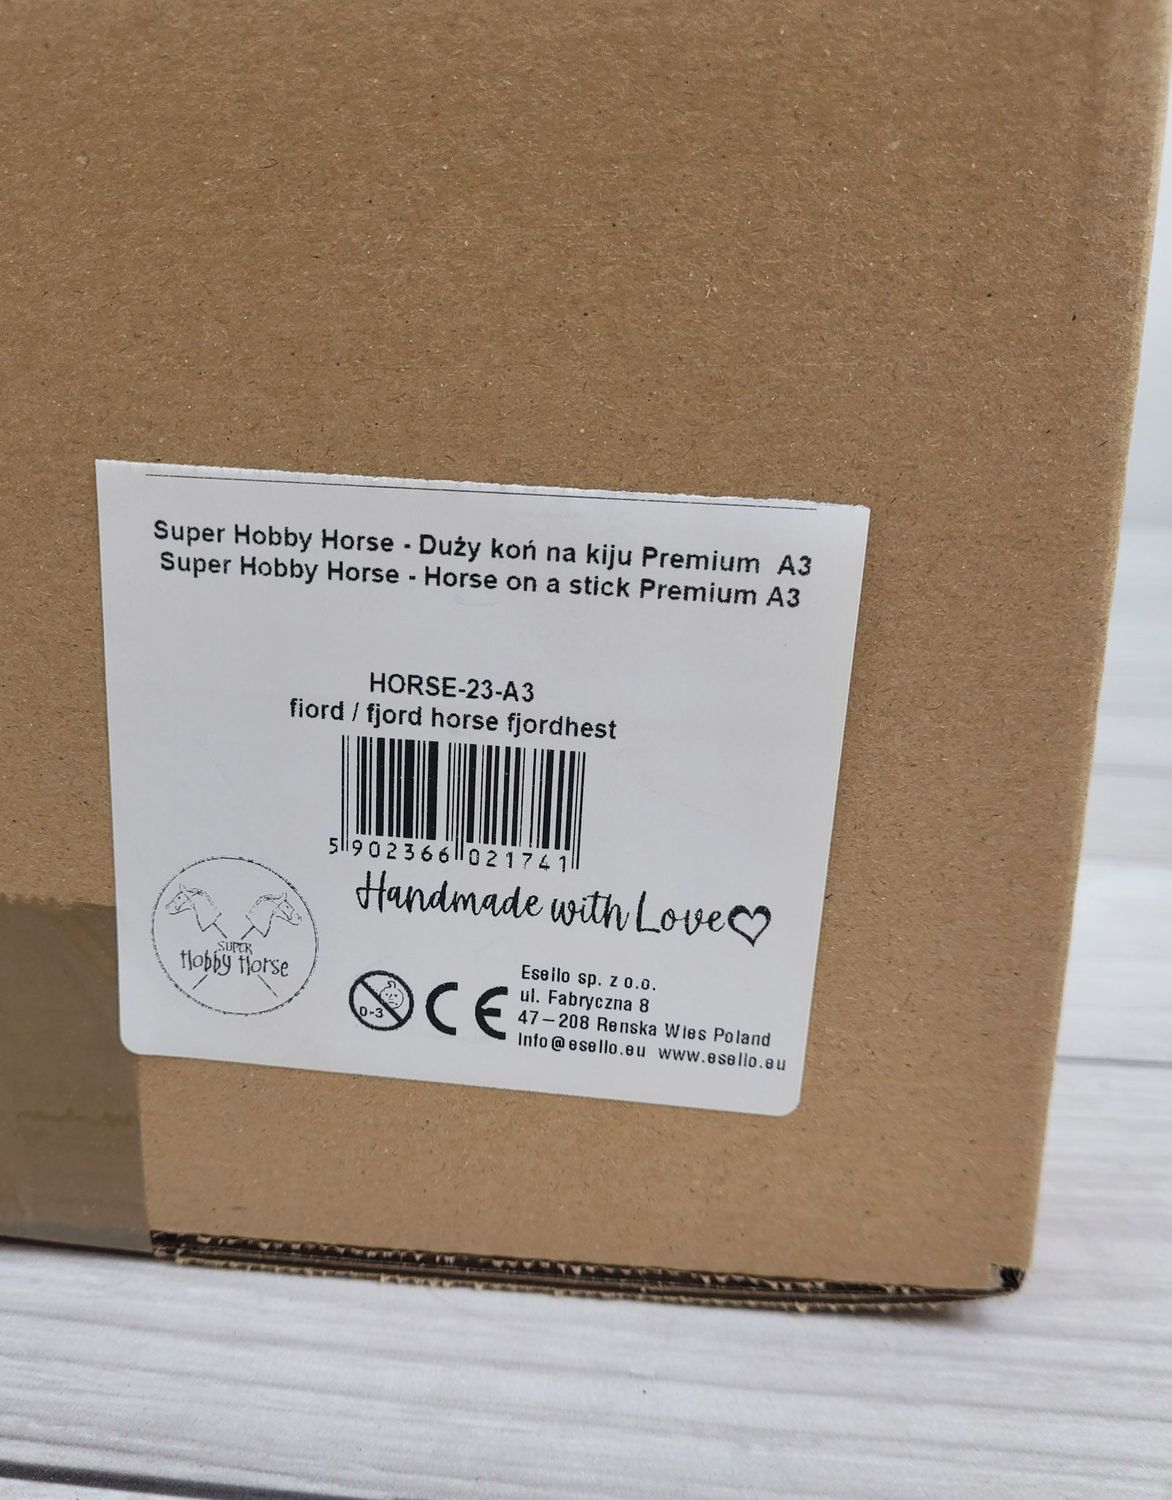 Super Hobby Horse - Duży koń na kiju Premium A3
Super Hobby Horse - Horse on a stick Premium A3
HORSE-23-A3
fiord / fjord horse fjordhest
5 902366 021741
Handmade with Love
SUPER
Hobby Horse
0-3
CE
Esello sp. z o.o.
ul. Fabryczna 8
47-208 Renska Wies Poland
Info@esello.eu www.esello.eu